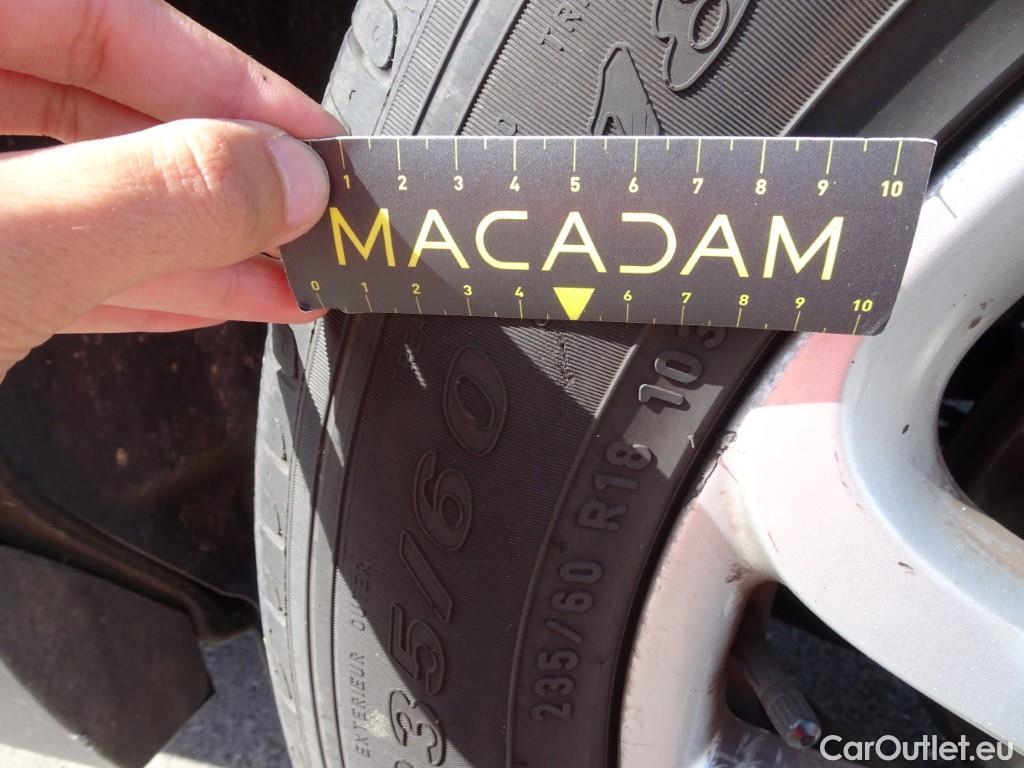 1 2 3 4 5 6 7 8 9 10
MACADAM
0 1 2 3 4 6 7 8 9 10
235/60
235/60 R18 103
EXTERIEUR OUTER
CarOutlet.eu